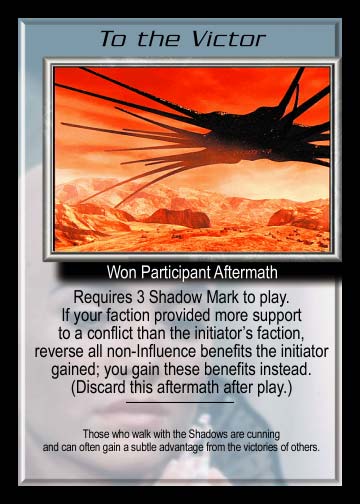 To the Victor
Won Participant Aftermath
Requires 3 Shadow Mark to play.
If your faction provided more support
to a conflict than the initiator's faction,
reverse all non-Influence benefits the initiator
gained; you gain these benefits instead.
(Discard this aftermath after play.)
Those who walk with the Shadows are cunning
and can often gain a subtle advantage from the victories of others.